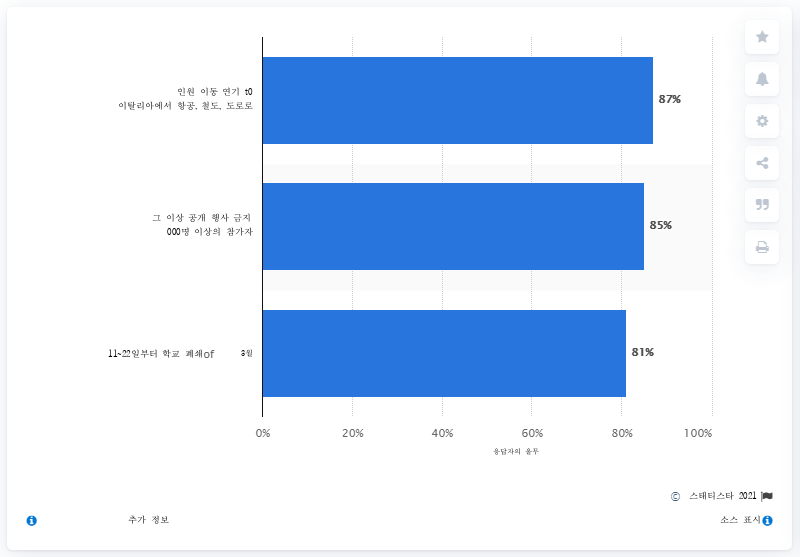 인원 이동 연기 t0
이탈리아에서 항공, 철도, 도로로
87%
그 이상 공개 행사 금지
000명 이상의 참가자
85%
11~22일부터 학교 폐쇄of 3월
81%
0% 20% 40% 60% 80% 100%
응답자의 율무
© 스태티스타 2021
추가 정보
소스 표시